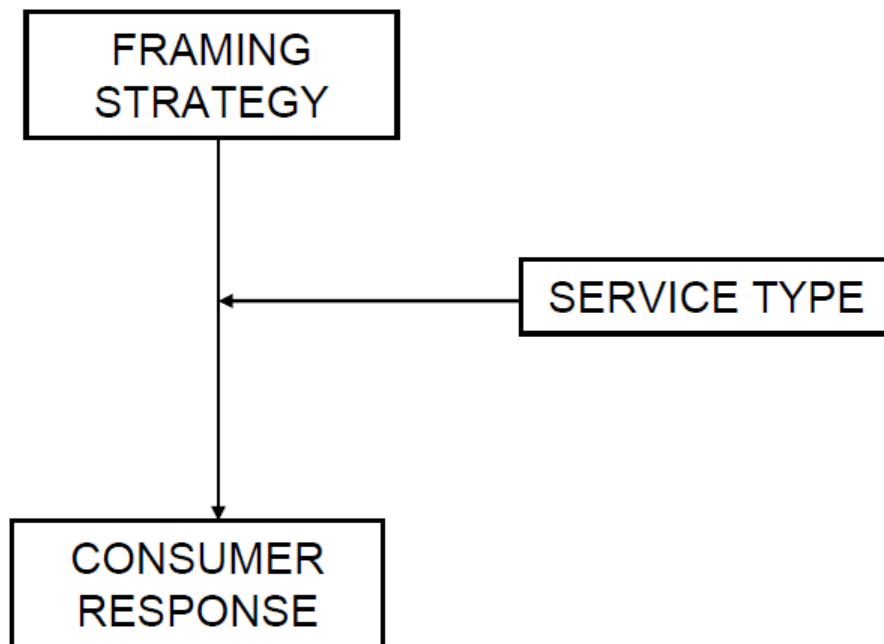 FRAMING
STRATEGY
SERVICE TYPE
CONSUMER
RESPONSE